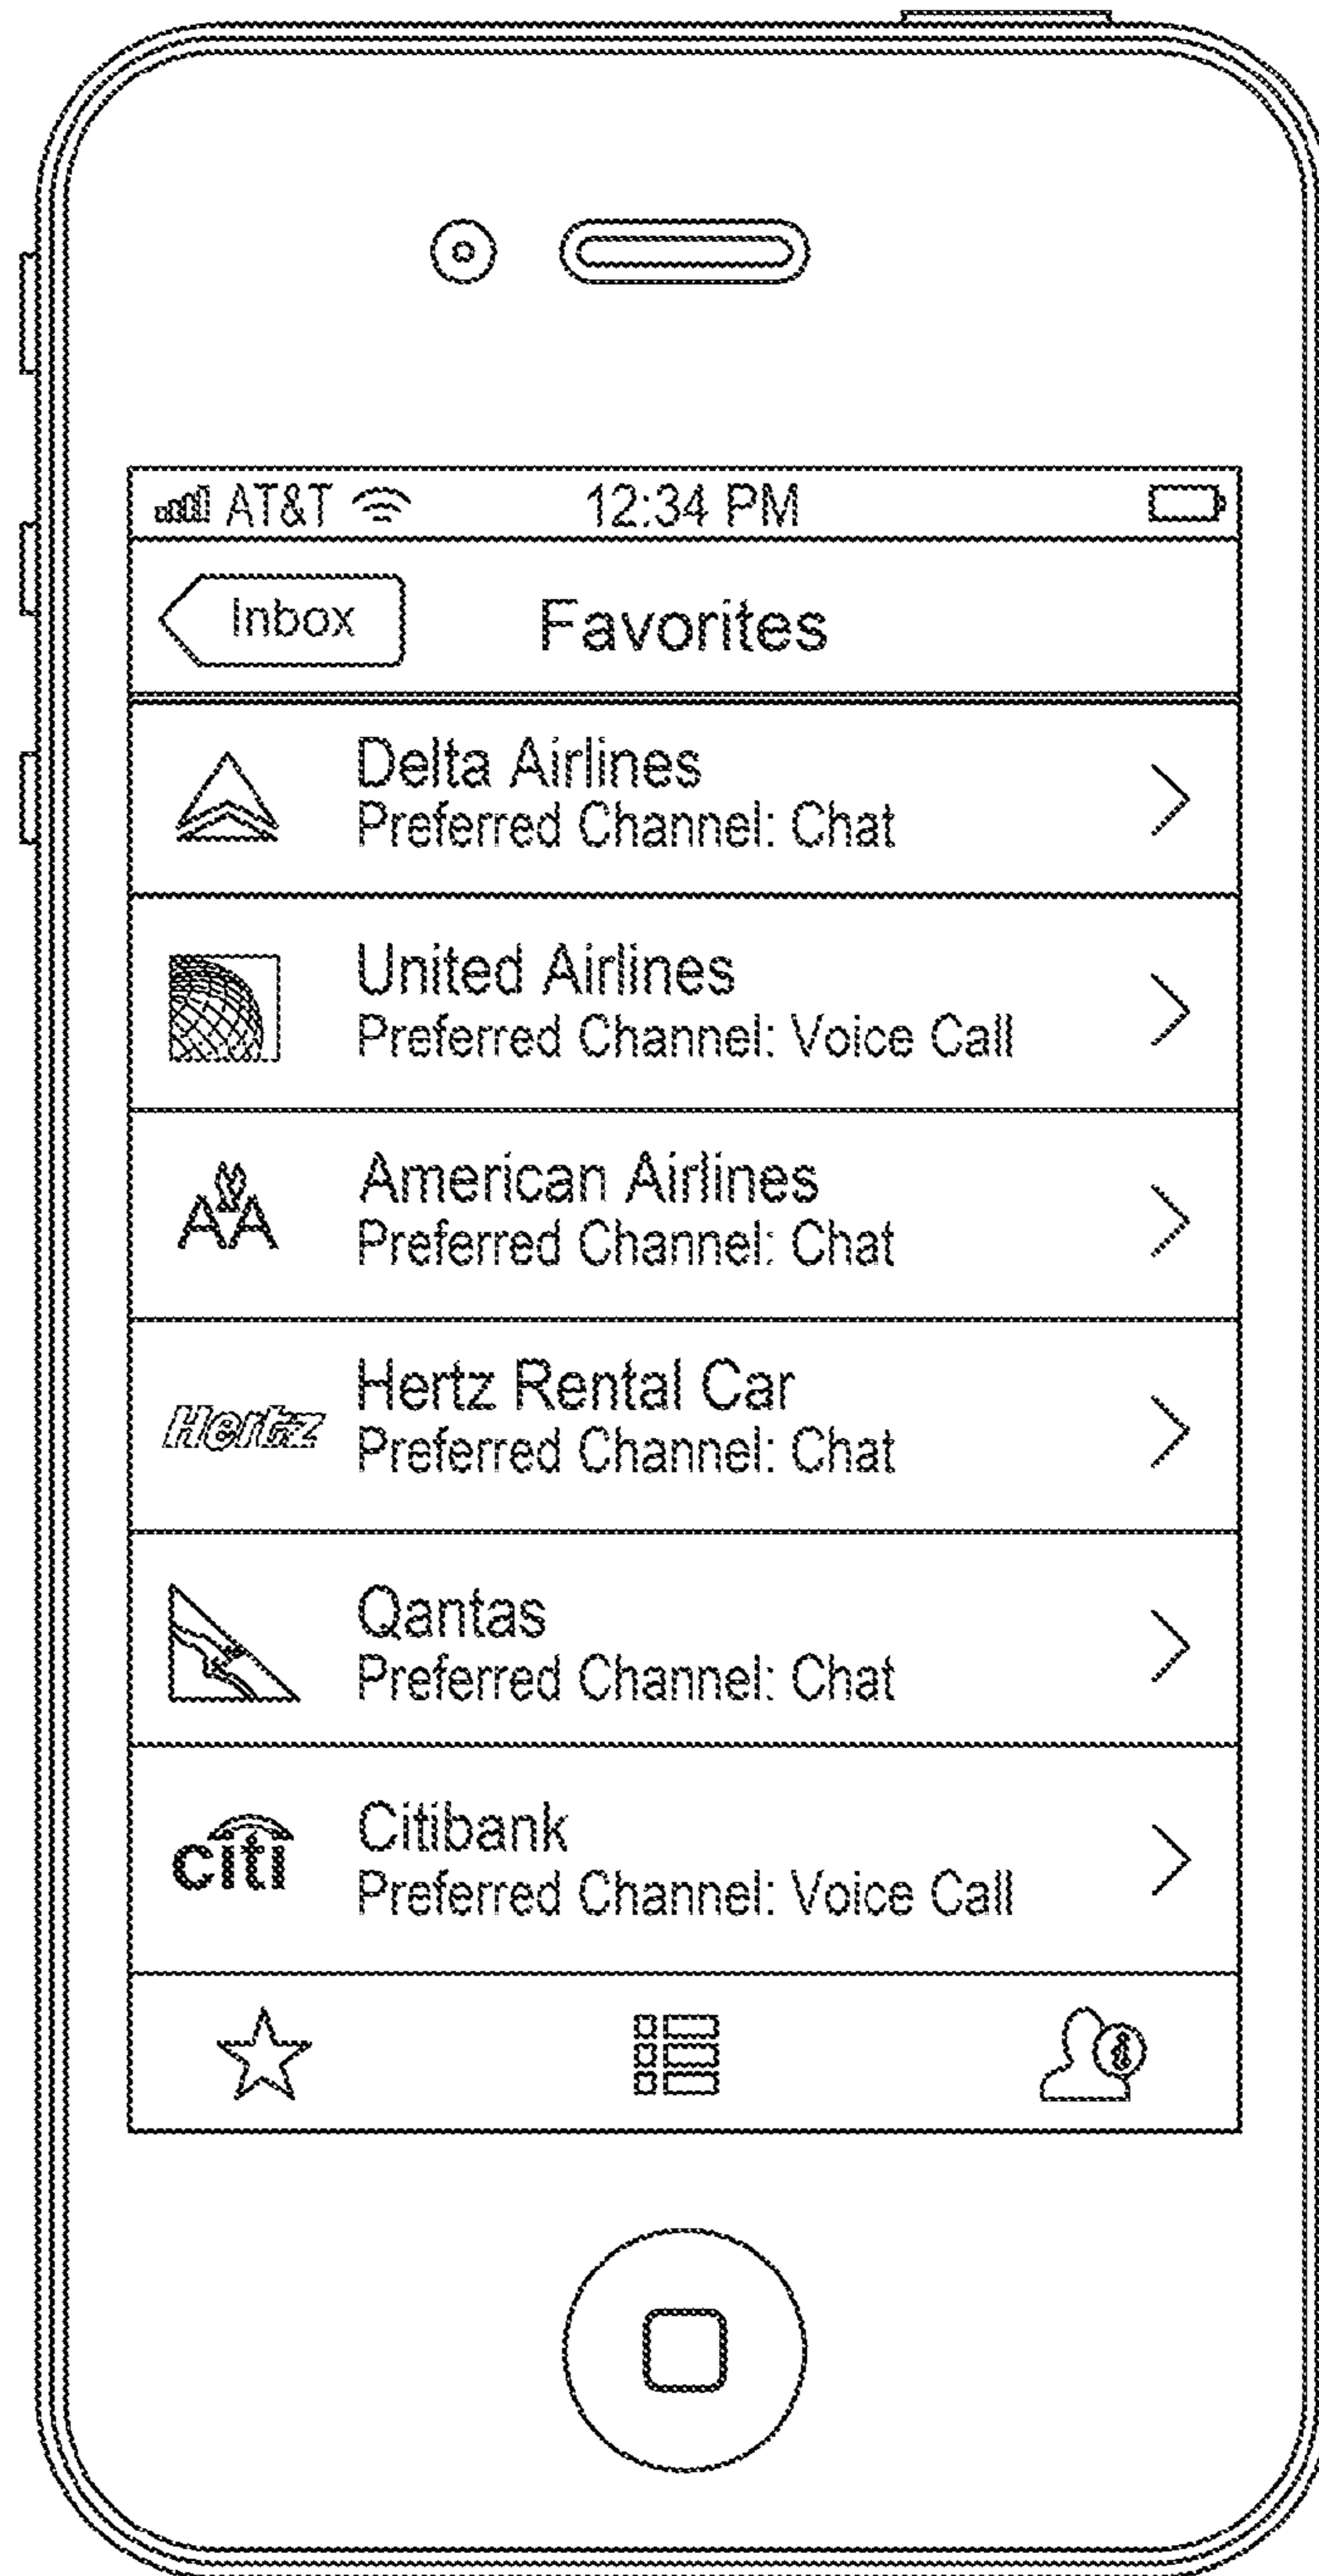 AT&T 12:34 PM
Inbox Favorites
Delta Airlines
Preferred Channel: Chat
United Airlines
Preferred Channel: Voice Call
AA American Airlines
Preferred Channel: Chat
Hertz Rental Car
Hertz
Preferred Channel: Chat
Qantas
Preferred Channel: Chat
Citibank
citi
Preferred Channel: Voice Call